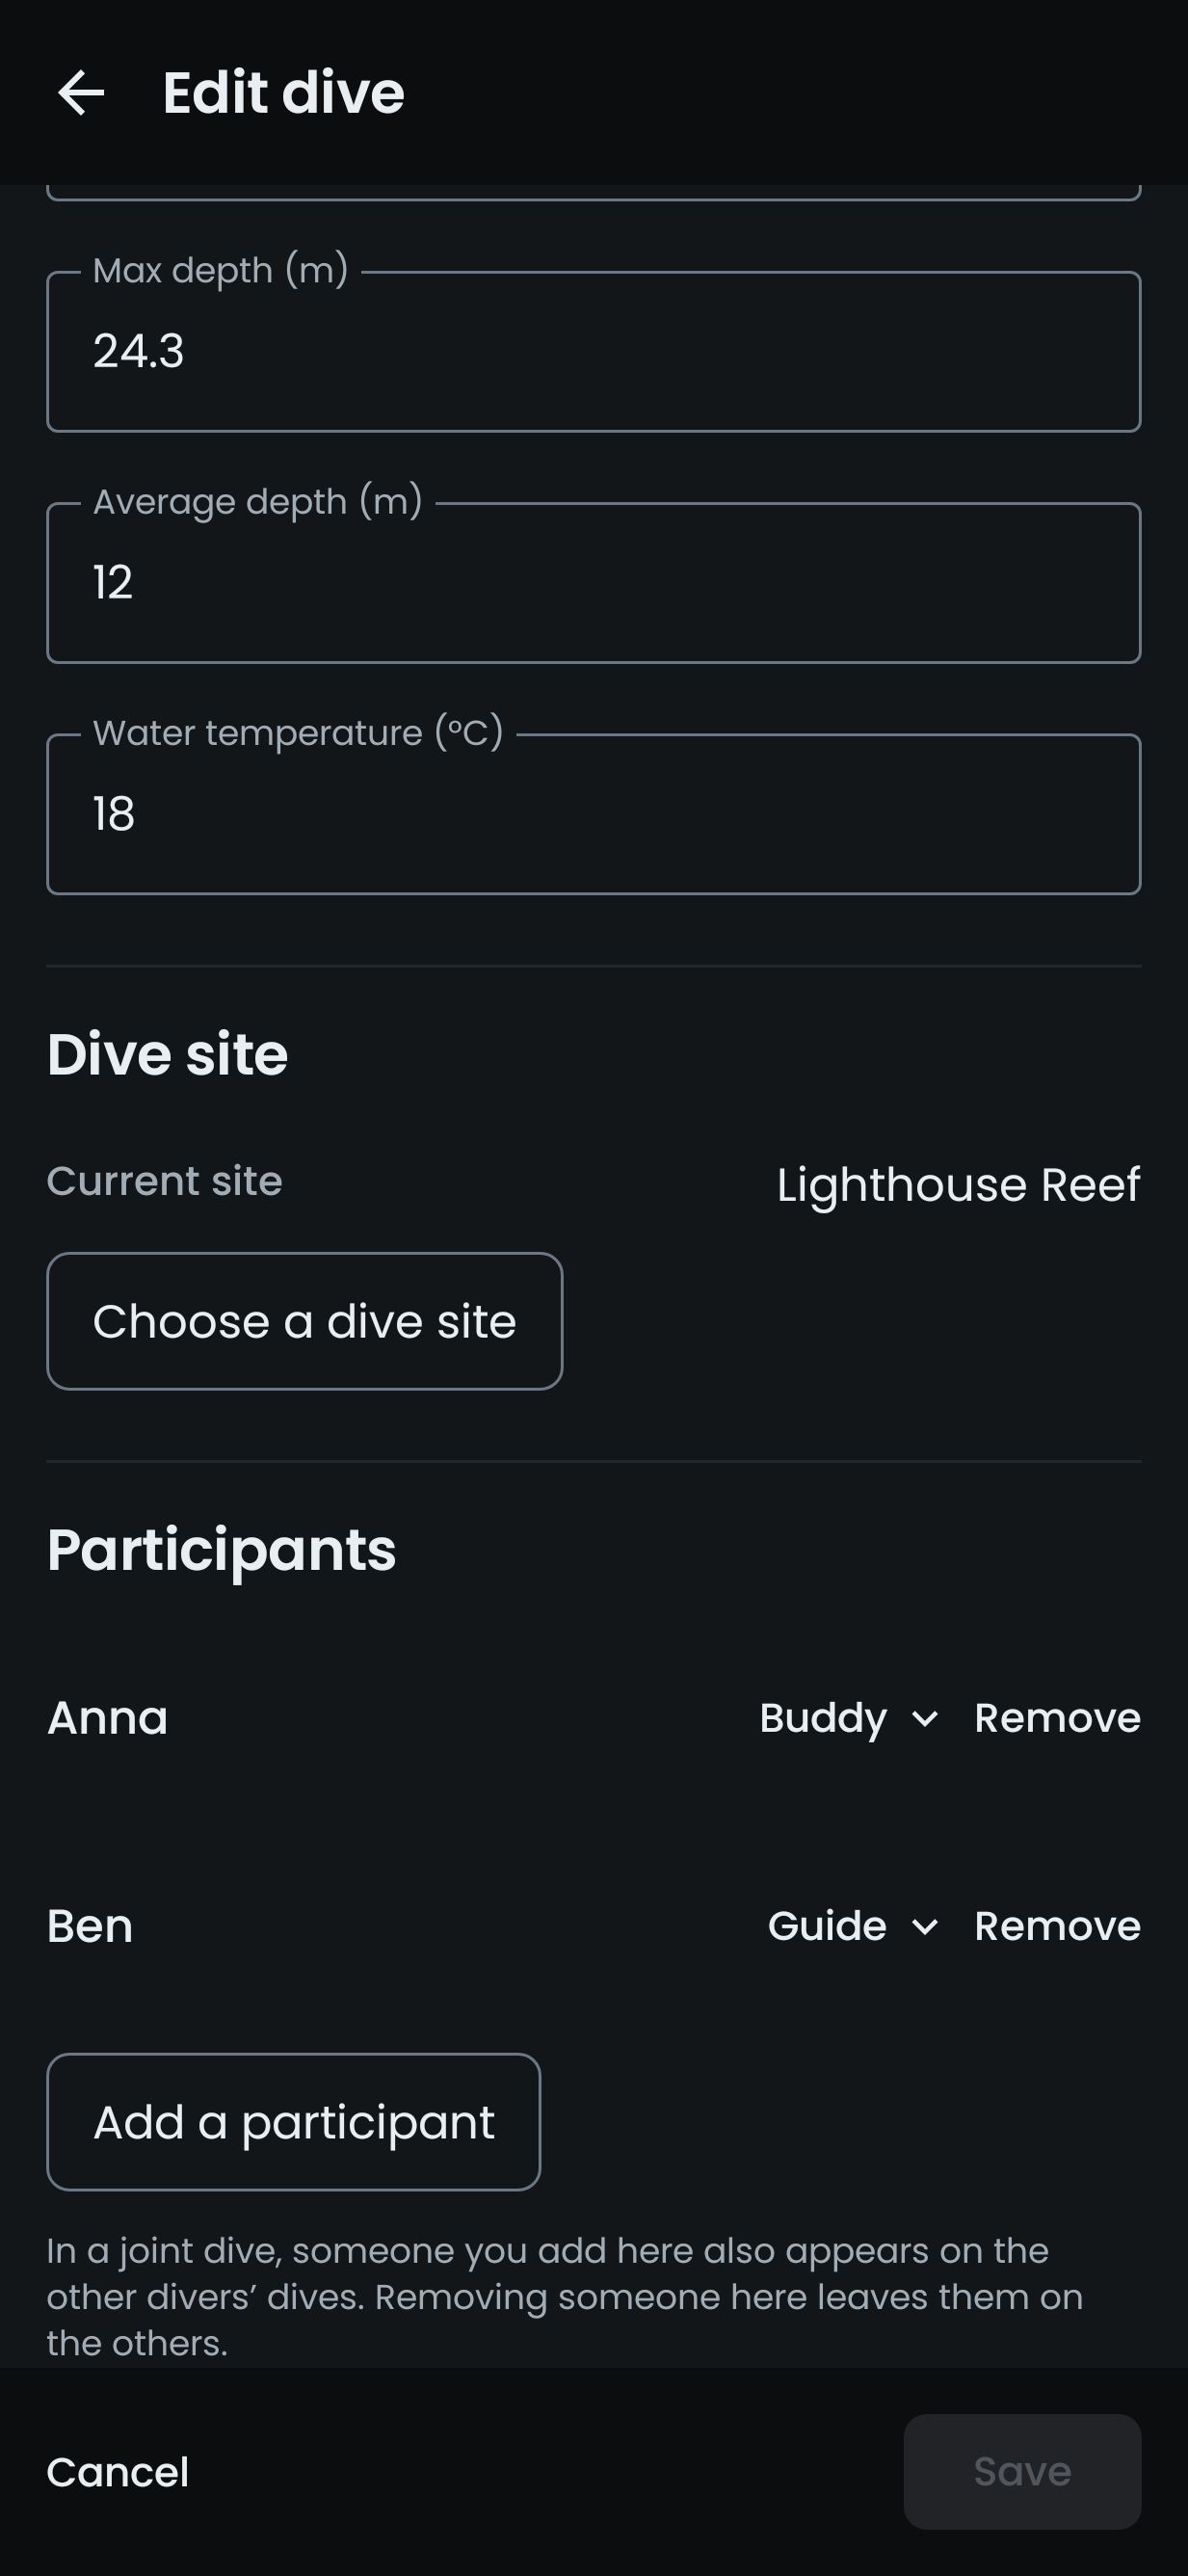 Edit dive
Max depth (m)
24.3
Average depth (m)
12
Water temperature (°C)
18
Dive site
Current site Lighthouse Reef
Choose a dive site
Participants
Anna Buddy Remove
Ben Guide Remove
Add a participant
In a joint dive, someone you add here also appears on the
other divers’ dives. Removing someone here leaves them on
the others.
Cancel Save